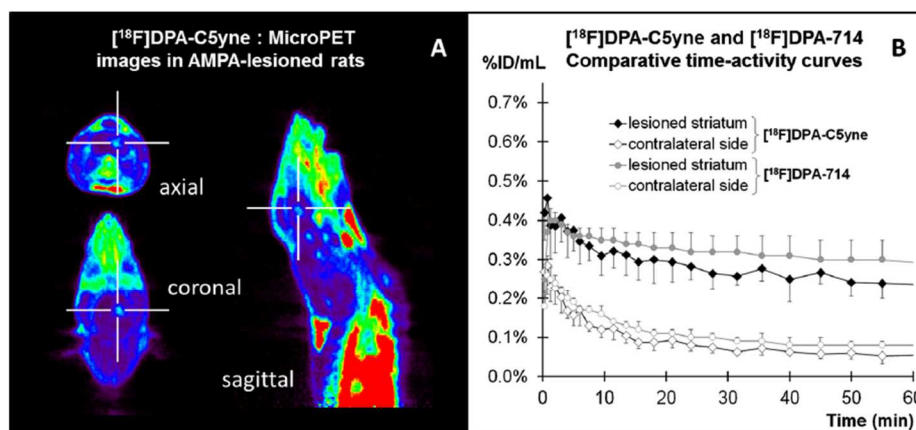 [¹⁸F]DPA-C5yne : MicroPET
images in AMPA-lesioned rats
A
axial
coronal
sagittal
[¹⁸F]DPA-C5yne and [¹⁸F]DPA-714
Comparative time-activity curves
B
%ID/mL
0.7%
0.6%
0.5%
0.4%
0.3%
0.2%
0.1%
0.0%
lesioned striatum
contralateral side
[¹⁸F]DPA-C5yne
lesioned striatum
contralateral side
[¹⁸F]DPA-714
0 10 20 30 40 50 60
Time (min)